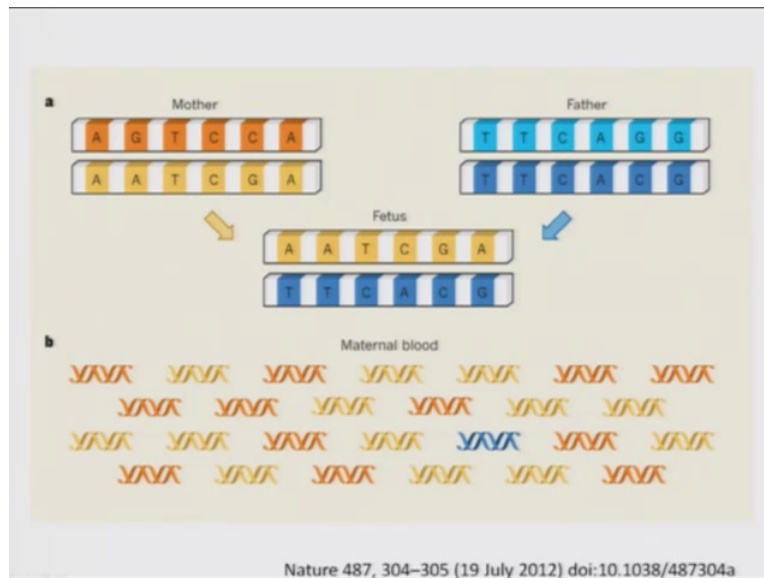 a
Mother Father
A G T C C A T T C A G G
A A T C G A T T C A C G
Fetus
A A T C G A
T T C A C G
b
Maternal blood
Nature 487, 304–305 (19 July 2012) doi:10.1038/487304a